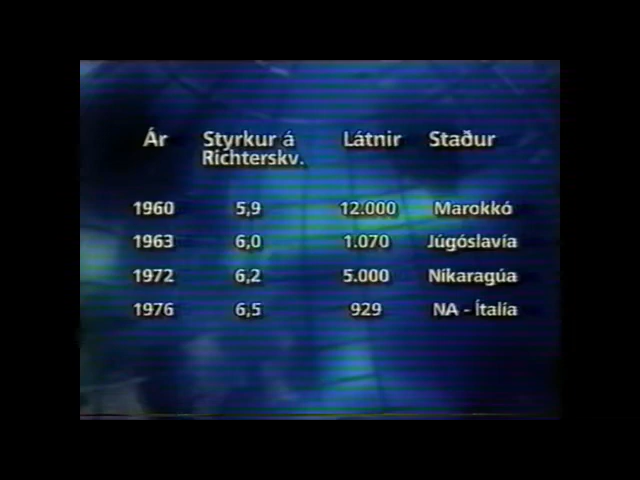 Ár Styrkur á Richterskv. Látnir Staður
1960 5,9 12.000 Marokkó
1963 6,0 1.070 Júgóslavía
1972 6,2 5.000 Níkaragúa
1976 6,5 929 NA - Ítalía